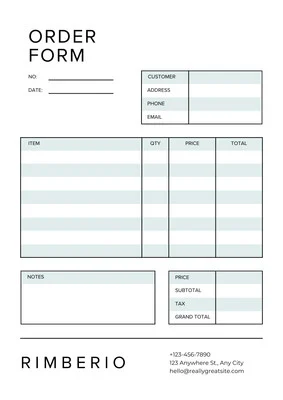 ORDER
FORM
NO:
DATE:
CUSTOMER
ADDRESS
PHONE
EMAIL
ITEM QTY PRICE TOTAL
NOTES
PRICE
SUBTOTAL
TAX
GRAND TOTAL
RIMBERIO
+123-456-7890
123 Anywhere St., Any City
hello@reallygreatsite.com